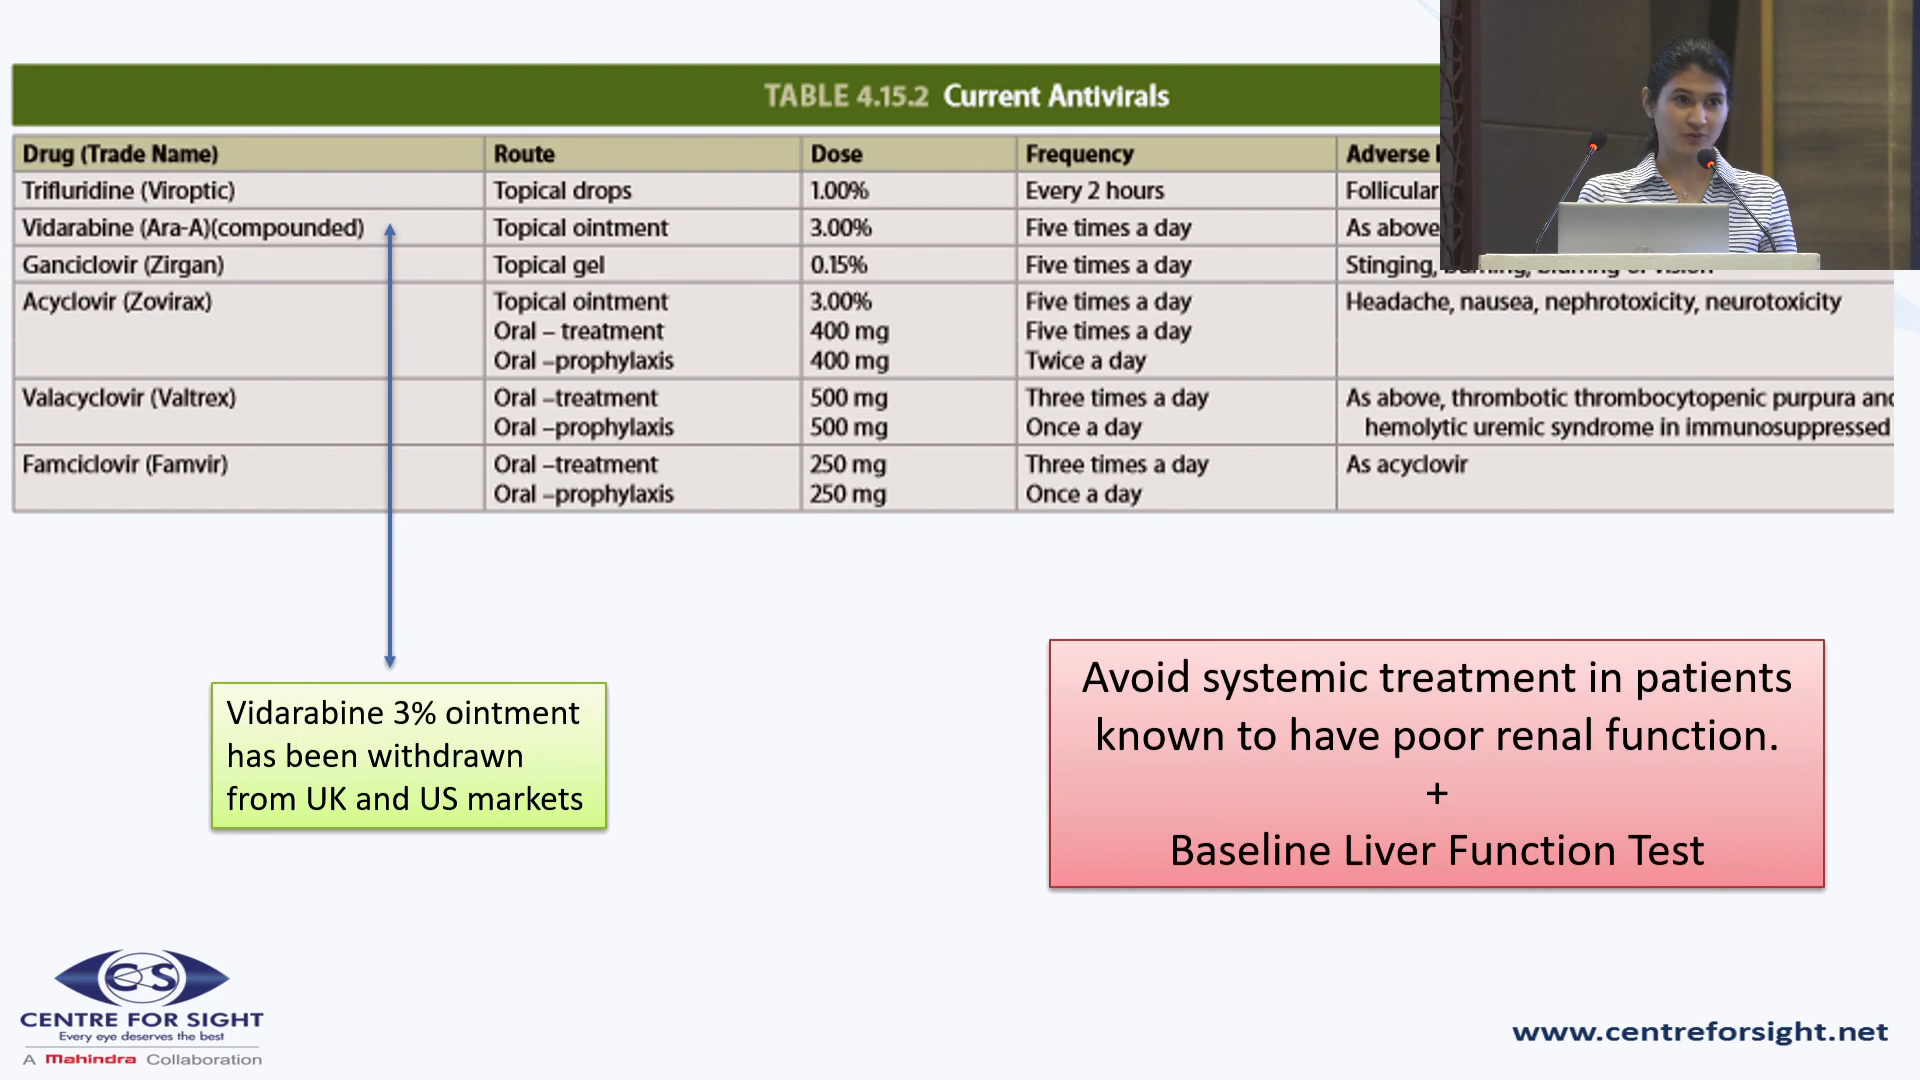 TABLE 4.15.2 Current Antivirals
Drug (Trade Name) Route Dose Frequency Adverse
Trifluridine (Viroptic) Topical drops 1.00% Every 2 hours Follicular
Vidarabine (Ara-A)(compounded) Topical ointment 3.00% Five times a day As above
Ganciclovir (Zirgan) Topical gel 0.15% Five times a day Stinging, burning, blurring of vision
Acyclovir (Zovirax) Topical ointment 3.00% Five times a day Headache, nausea, nephrotoxicity, neurotoxicity
Oral – treatment 400 mg Five times a day
Oral –prophylaxis 400 mg Twice a day
Valacyclovir (Valtrex) Oral –treatment 500 mg Three times a day As above, thrombotic thrombocytopenic purpura and
Oral –prophylaxis 500 mg Once a day hemolytic uremic syndrome in immunosuppressed
Famciclovir (Famvir) Oral –treatment 250 mg Three times a day As acyclovir
Oral –prophylaxis 250 mg Once a day
Vidarabine 3% ointment
has been withdrawn
from UK and US markets
Avoid systemic treatment in patients
known to have poor renal function.
+
Baseline Liver Function Test
CS
CENTRE FOR SIGHT
Every eye deserves the best
A Mahindra Collaboration
www.centreforsight.net